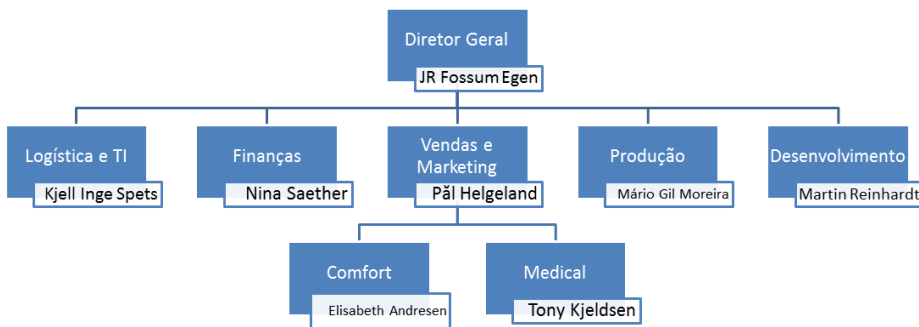 Diretor Geral
JR Fossum Egen
Logística e TI
Kjell Inge Spets
Finanças
Nina Saether
Vendas e
Marketing
Pål Helgeland
Produção
Mário Gil Moreira
Desenvolvimento
Martin Reinhardt
Comfort
Elisabeth Andresen
Medical
Tony Kjeldsen